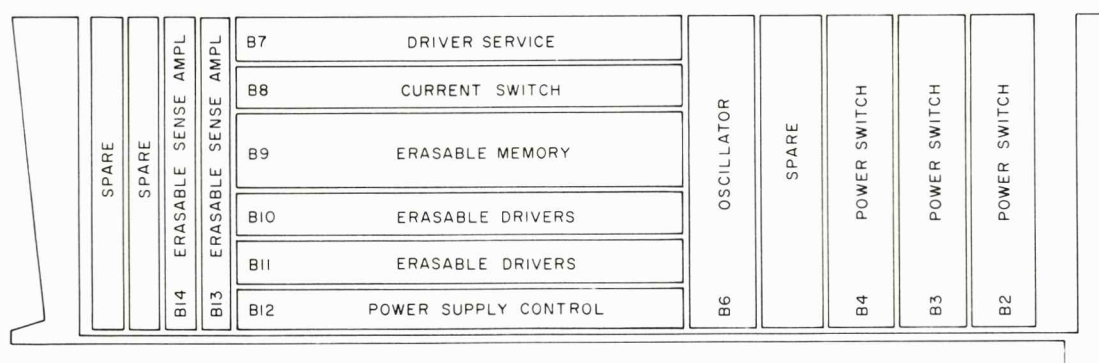 SPARE
SPARE
B14 ERASABLE SENSE AMPL
B13 ERASABLE SENSE AMPL
B7 DRIVER SERVICE
B8 CURRENT SWITCH
B9 ERASABLE MEMORY
B10 ERASABLE DRIVERS
B11 ERASABLE DRIVERS
B12 POWER SUPPLY CONTROL
B6 OSCILLATOR
SPARE
B4 POWER SWITCH
B3 POWER SWITCH
B2 POWER SWITCH